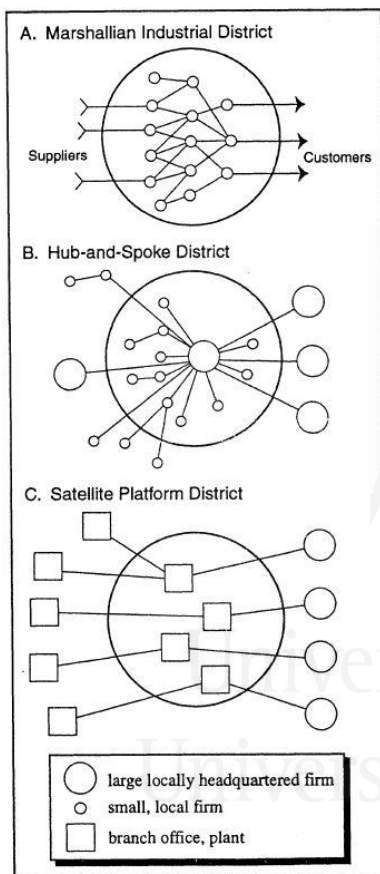 A. Marshallian Industrial District
Suppliers
Customers
B. Hub-and-Spoke District
C. Satellite Platform District
large locally headquartered firm
small, local firm
branch office, plant